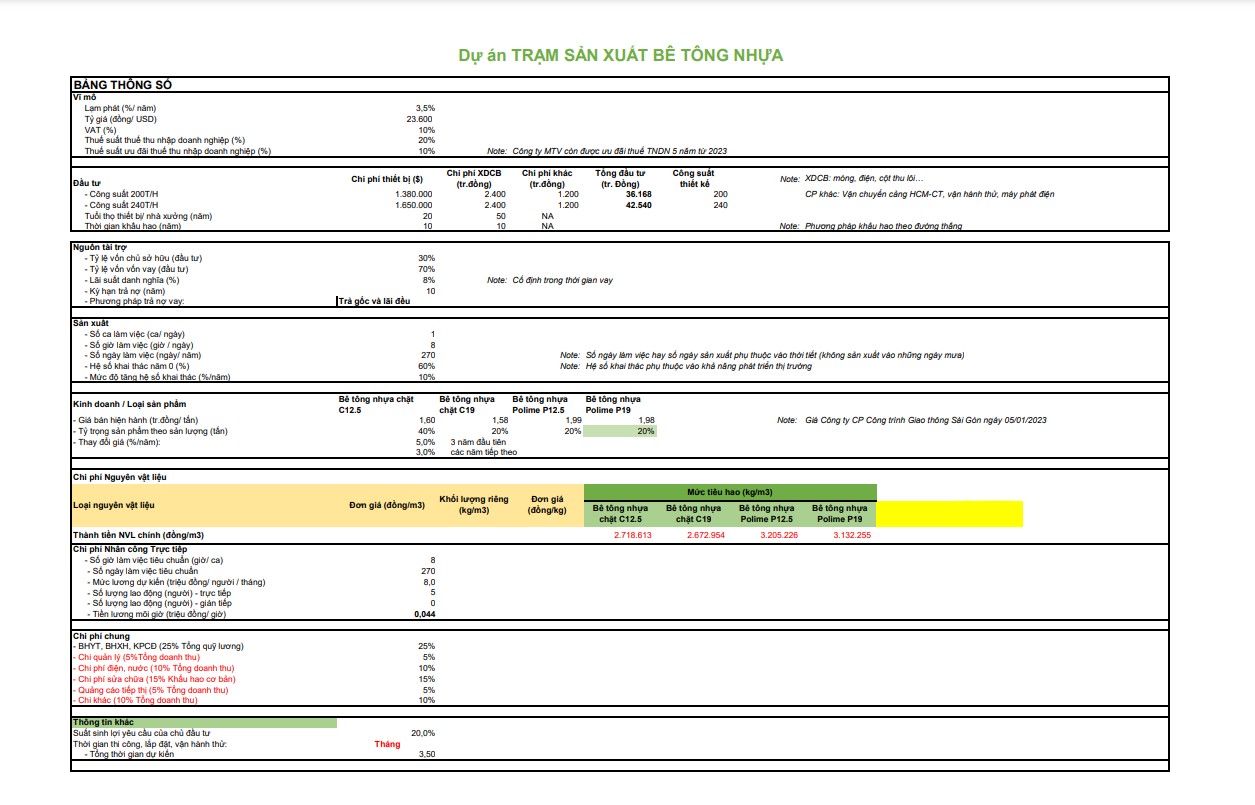 Dự án TRẠM SẢN XUẤT BÊ TÔNG NHỰA
BẢNG THÔNG SỐ
Vĩ mô
Lạm phát (%/ năm) 3,5%
Tỷ giá (đồng/ USD) 23.600
VAT (%) 10%
Thuế suất thuế thu nhập doanh nghiệp (%) 20%
Thuế suất ưu đãi thuế thu nhập doanh nghiệp (%) 10% Note: Công ty MTV còn được ưu đãi thuế TNDN 5 năm từ 2023
Đầu tư Chi phí thiết bị ($) Chi phí XDCB (tr.đồng) Chi phí khác (tr.đồng) Tổng đầu tư (tr. Đồng) Công suất thiết kế Note: XDCB: móng, điện, cột thu lôi…
- Công suất 200T/H 1.380.000 2.400 1.200 36.168 200 CP khác: Vận chuyển cảng HCM-CT, vận hành thử, máy phát điện
- Công suất 240T/H 1.650.000 2.400 1.200 42.540 240
Tuổi thọ thiết bị/ nhà xưởng (năm) 20 50 NA
Thời gian khấu hao (năm) 10 10 NA Note: Phương pháp khấu hao theo đường thẳng
Nguồn tài trợ
- Tỷ lệ vốn chủ sở hữu (đầu tư) 30%
- Tỷ lệ vốn vốn vay (đầu tư) 70%
- Lãi suất danh nghĩa (%) 8% Note: Cố định trong thời gian vay
- Kỳ hạn trả nợ (năm) 10
- Phương pháp trả nợ vay: Trả gốc và lãi đều
Sản xuất
- Số ca làm việc (ca/ ngày) 1
- Số giờ làm việc (giờ / ngày) 8
- Số ngày làm việc (ngày/ năm) 270 Note: Số ngày làm việc hay số ngày sản xuất phụ thuộc vào thời tiết (không sản xuất vào những ngày mưa)
- Hệ số khai thác năm 0 (%) 60% Note: Hệ số khai thác phụ thuộc vào khả năng phát triển thị trường
- Mức độ tăng hệ số khai thác (%/năm) 10%
Kinh doanh / Loại sản phẩm Bê tông nhựa chặt C12.5 Bê tông nhựa chặt C19 Bê tông nhựa Polime P12.5 Bê tông nhựa Polime P19
- Giá bán hiện hành (tr.đồng/ tấn) 1,60 1,58 1,99 1,98 Note: Giá Công ty CP Công trình Giao thông Sài Gòn ngày 05/01/2023
- Tỷ trọng sản phẩm theo sản lượng (tấn) 40% 20% 20% 20%
- Thay đổi giá (%/năm): 5,0% 3 năm đầu tiên
3,0% các năm tiếp theo
Chi phí Nguyên vật liệu
Mức tiêu hao (kg/m3)
Loại nguyên vật liệu Đơn giá (đồng/m3) Khối lượng riêng (kg/m3) Đơn giá (đồng/kg) Bê tông nhựa chặt C12.5 Bê tông nhựa chặt C19 Bê tông nhựa Polime P12.5 Bê tông nhựa Polime P19
Thành tiền NVL chính (đồng/m3) 2.718.613 2.672.954 3.205.226 3.132.255
Chi phí Nhân công Trực tiếp
- Số giờ làm việc tiêu chuẩn (giờ/ ca) 8
- Số ngày làm việc tiêu chuẩn 270
- Mức lương dự kiến (triệu đồng/ người / tháng) 8,0
- Số lượng lao động (người) - trực tiếp 5
- Số lượng lao động (người) - gián tiếp 0
- Tiền lương mỗi giờ (triệu đồng/ giờ) 0,044
Chi phí chung
- BHYT, BHXH, KPCĐ (25% Tổng quỹ lương) 25%
- Chi quản lý (5%Tổng doanh thu) 5%
- Chi phí điện, nước (10% Tổng doanh thu) 10%
- Chi phí sửa chữa (15% Khấu hao cơ bản) 15%
- Quảng cáo tiếp thị (5% Tổng doanh thu) 5%
- Chi khác (10% Tổng doanh thu) 10%
Thông tin khác
Suất sinh lợi yêu cầu của chủ đầu tư 20,0%
Thời gian thi công, lắp đặt, vận hành thử: Tháng
- Tổng thời gian dự kiến 3,50